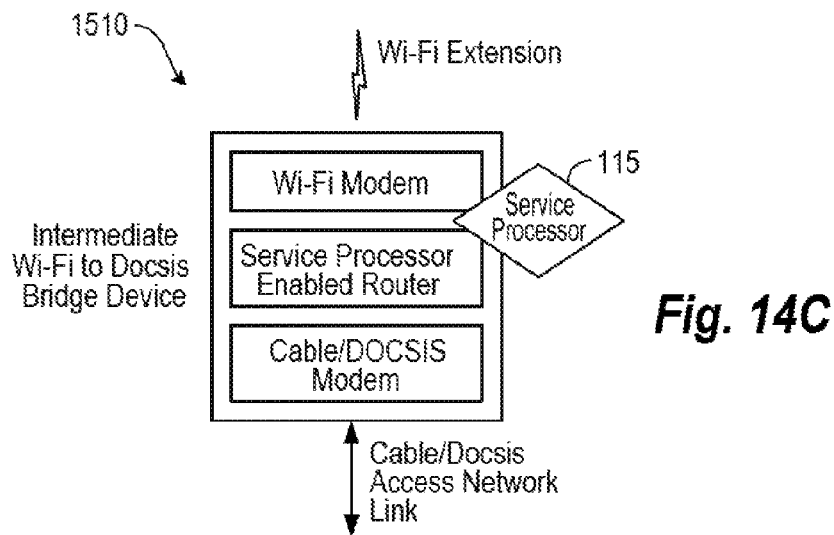 1510
Wi-Fi Extension
Wi-Fi Modem
115
Service
Processor
Intermediate
Wi-Fi to Docsis
Bridge Device
Service Processor
Enabled Router
Cable/DOCSIS
Modem
Fig. 14C
Cable/Docsis
Access Network
Link